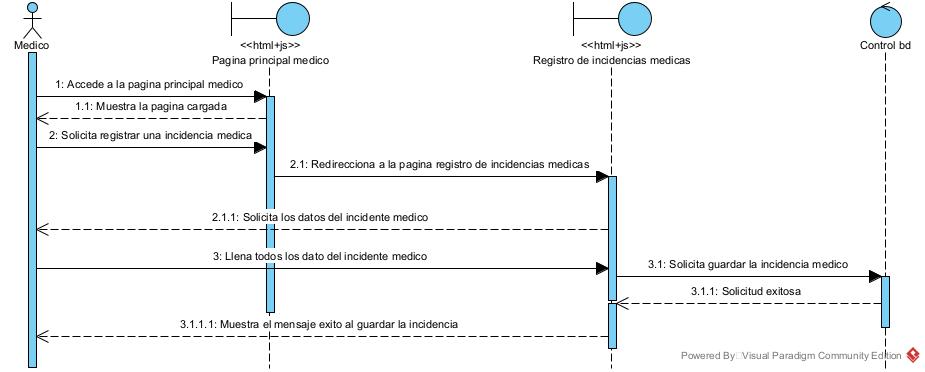 Medico
<<html+js>>
Pagina principal medico
<<html+js>>
Registro de incidencias medicas
Control bd
1: Accede a la pagina principal medico
1.1: Muestra la pagina cargada
2: Solicita registrar una incidencia medica
2.1: Redirecciona a la pagina registro de incidencias medicas
2.1.1: Solicita los datos del incidente medico
3: Llena todos los dato del incidente medico
3.1: Solicita guardar la incidencia medico
3.1.1: Solicitud exitosa
3.1.1.1: Muestra el mensaje exito al guardar la incidencia
Powered By Visual Paradigm Community Edition